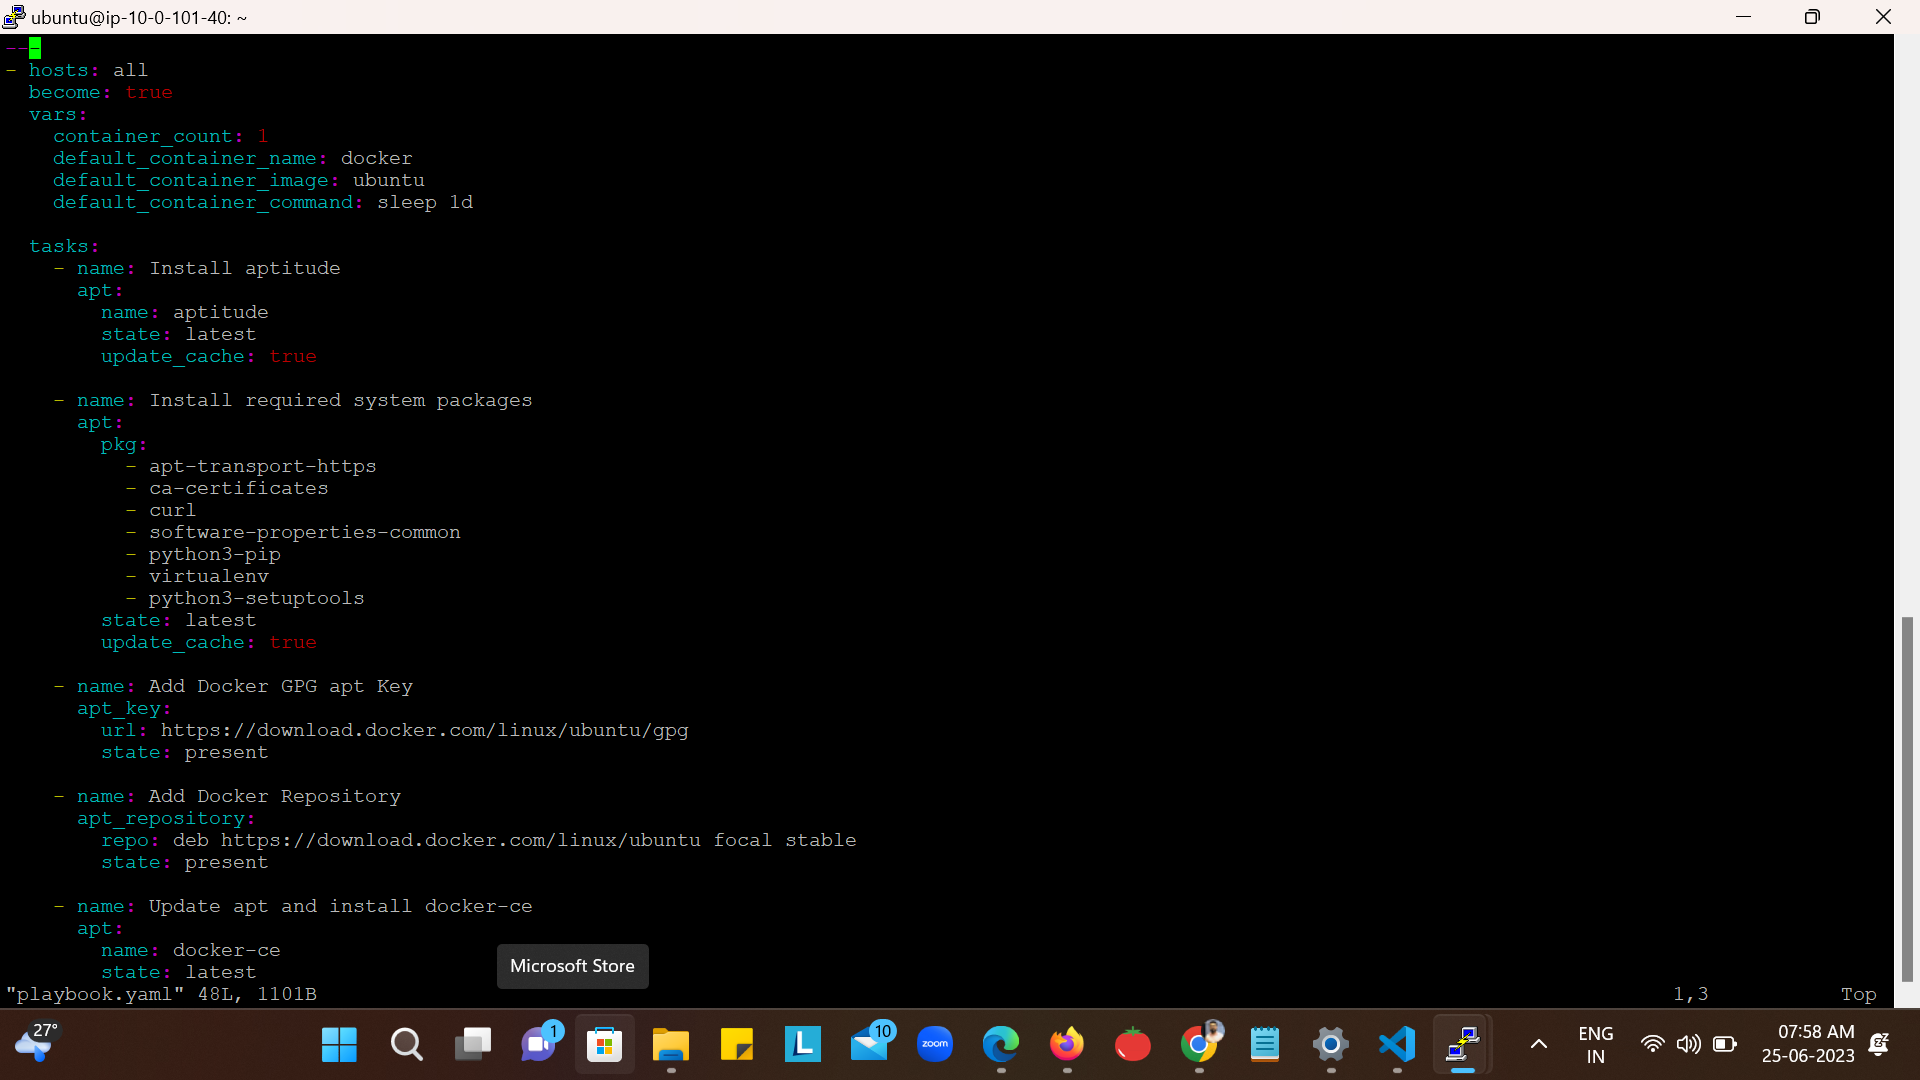 ubuntu@ip-10-0-101-40: ~
---
- hosts: all
  become: true
  vars:
    container_count: 1
    default_container_name: docker
    default_container_image: ubuntu
    default_container_command: sleep 1d

  tasks:
    - name: Install aptitude
      apt:
        name: aptitude
        state: latest
        update_cache: true

    - name: Install required system packages
      apt:
        pkg:
          - apt-transport-https
          - ca-certificates
          - curl
          - software-properties-common
          - python3-pip
          - virtualenv
          - python3-setuptools
        state: latest
        update_cache: true

    - name: Add Docker GPG apt Key
      apt_key:
        url: https://download.docker.com/linux/ubuntu/gpg
        state: present

    - name: Add Docker Repository
      apt_repository:
        repo: deb https://download.docker.com/linux/ubuntu focal stable
        state: present

    - name: Update apt and install docker-ce
      apt:
        name: docker-ce
        state: latest
Microsoft Store
"playbook.yaml" 48L, 1101B 1,3 Top
27°
1
L
10
zoom
ENG
IN
07:58 AM
25-06-2023